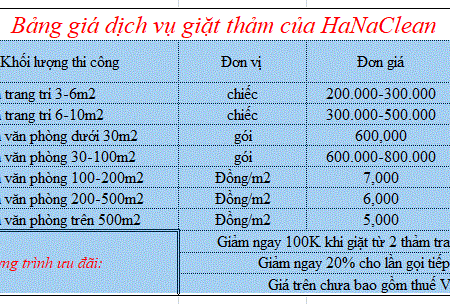 Bảng giá dịch vụ giặt thảm của HaNaClean
Khối lượng thi công Đơn vị Đơn giá
trang trí 3-6m2 chiếc 200.000-300.000
trang trí 6-10m2 chiếc 300.000-500.000
văn phòng dưới 30m2 gói 600,000
văn phòng 30-100m2 gói 600.000-800.000
văn phòng 100-200m2 Đồng/m2 7,000
văn phòng 200-500m2 Đồng/m2 6,000
văn phòng trên 500m2 Đồng/m2 5,000
Giảm ngay 100K khi giặt từ 2 thảm tra
ng trình ưu đãi: Giảm ngay 20% cho lần gọi tiếp
Giá trên chưa bao gồm thuế V